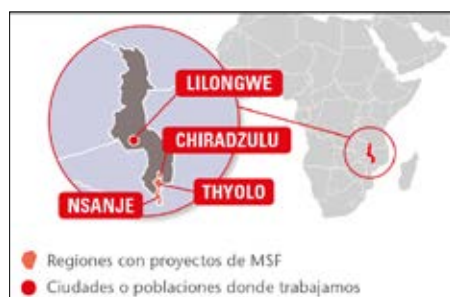 LILONGWE
CHIRADZULU
THYOLO
NSANJE
Regiones con proyectos de MSF
Ciudades o poblaciones donde trabajamos